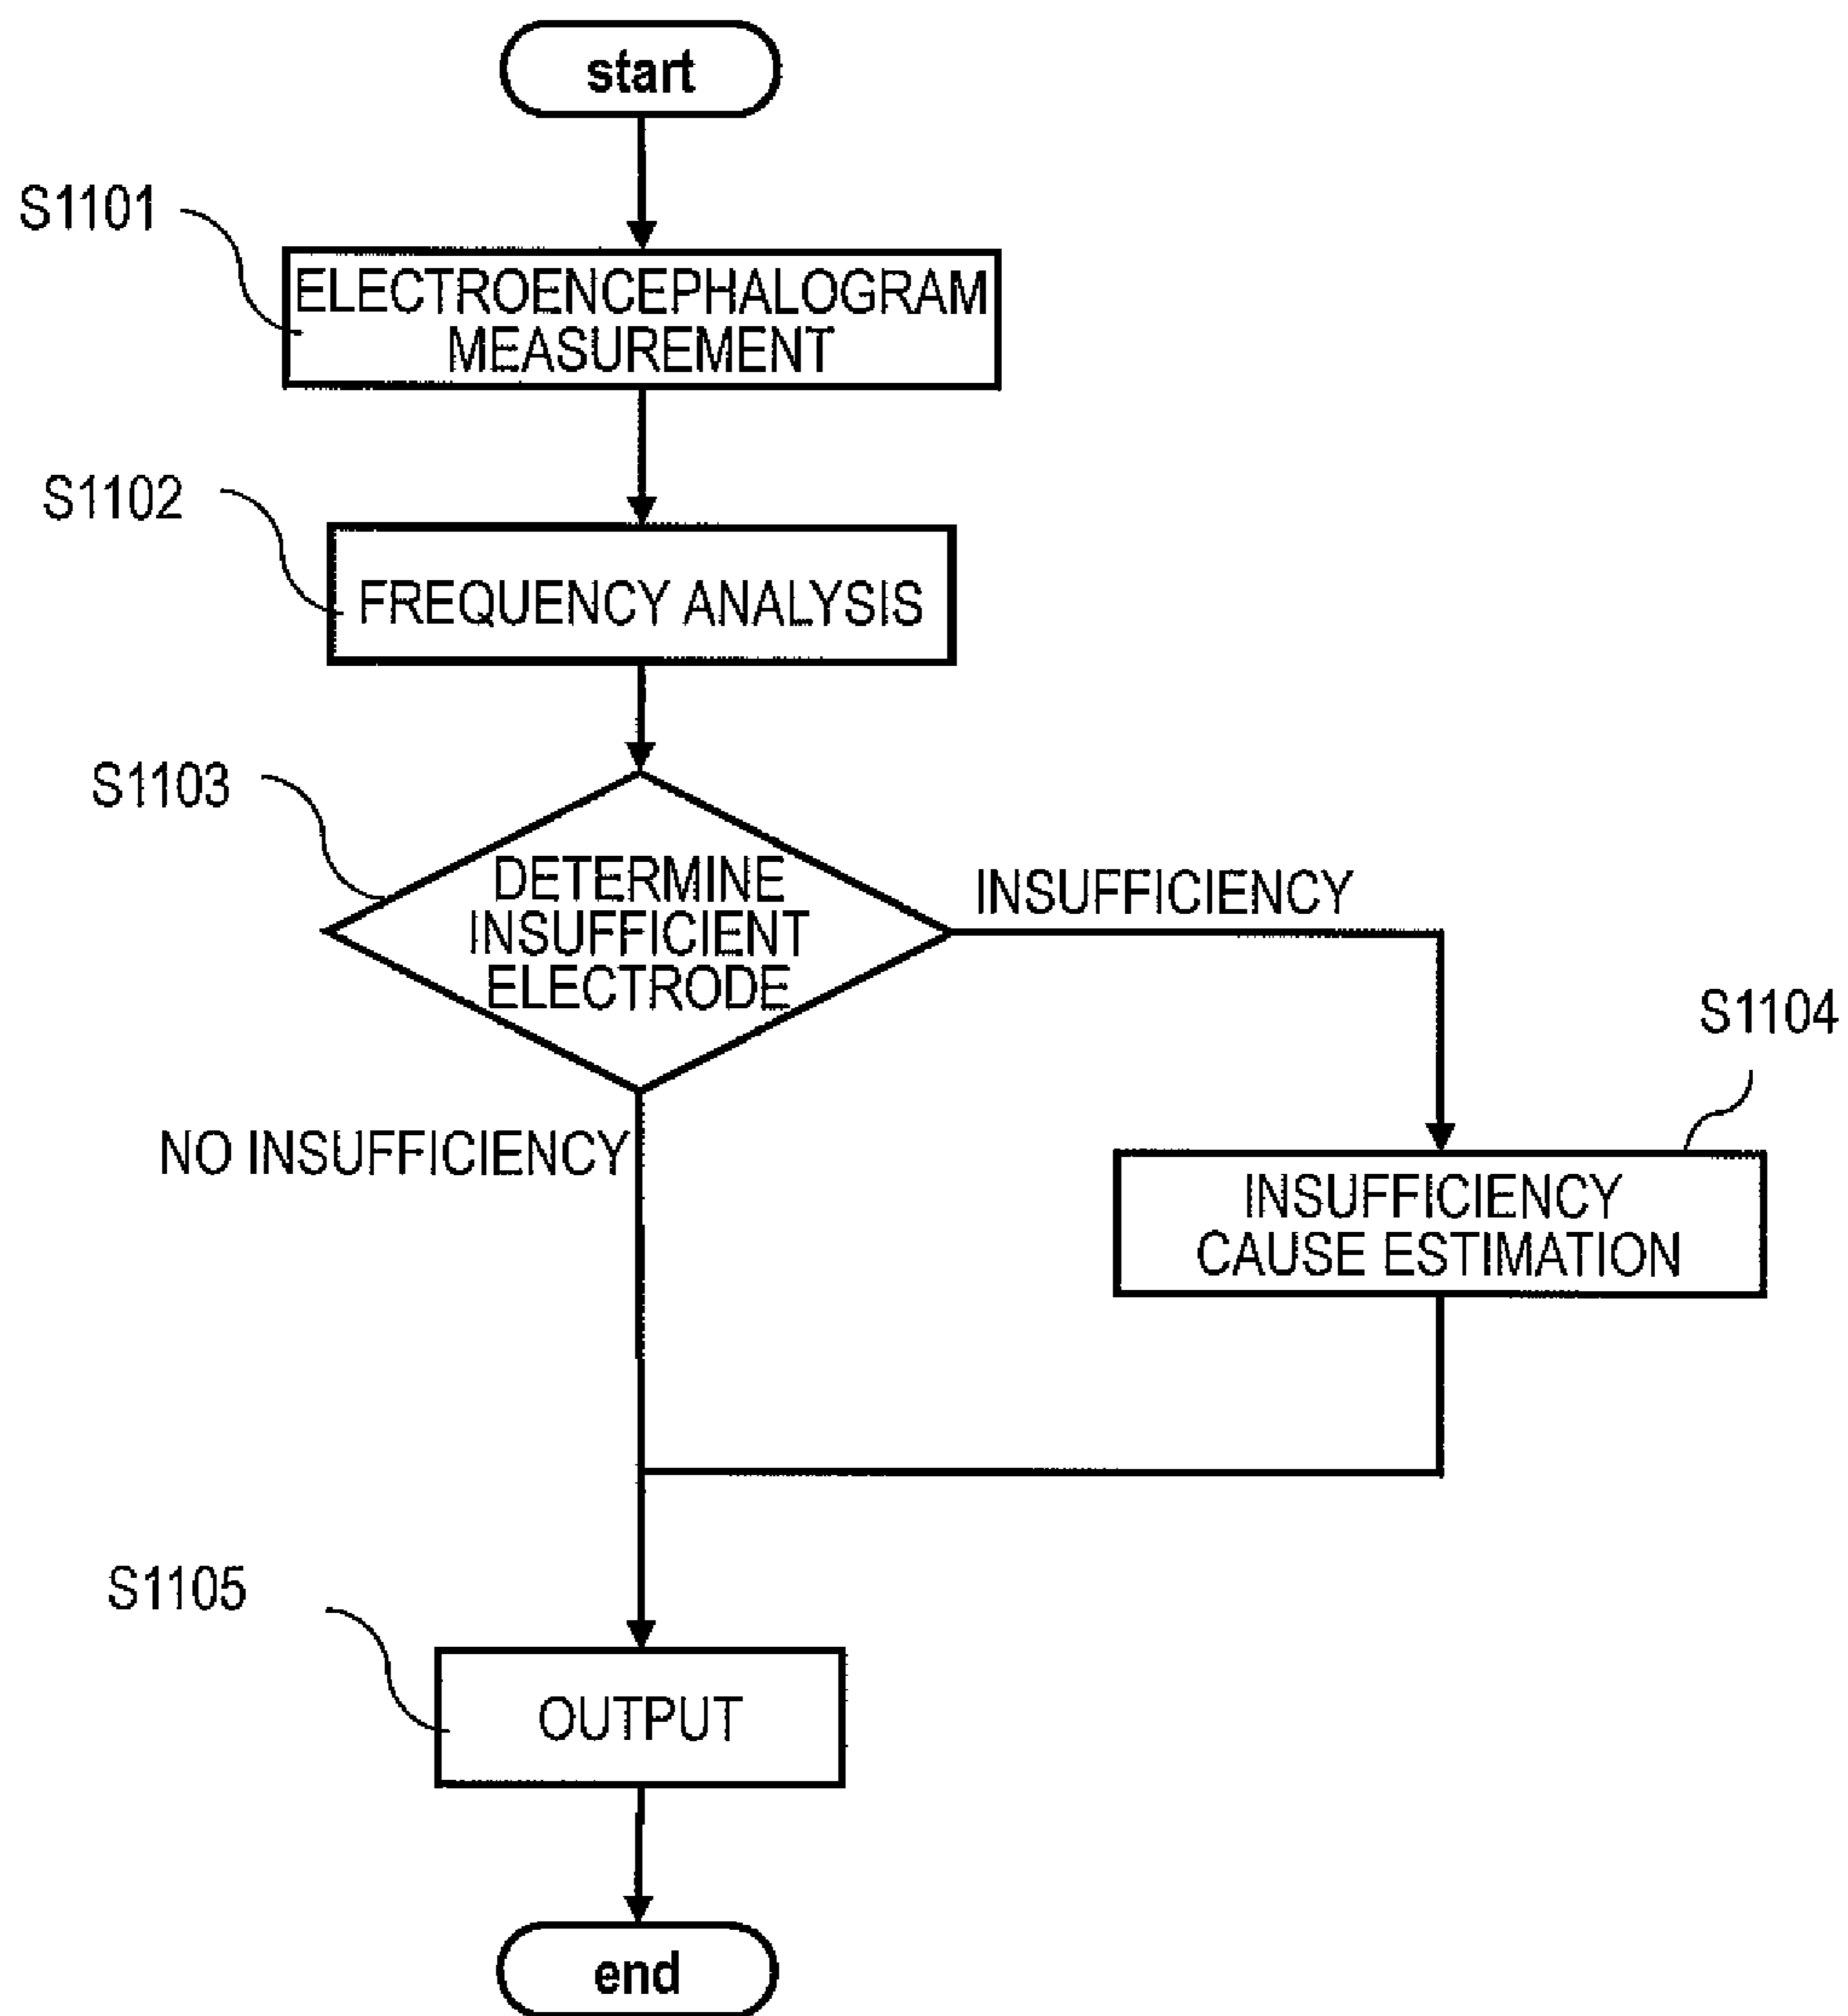 start
S1101
ELECTROENCEPHALOGRAM
MEASUREMENT
S1102
FREQUENCY ANALYSIS
S1103
DETERMINE
INSUFFICIENT
ELECTRODE
INSUFFICIENCY
S1104
NO INSUFFICIENCY
INSUFFICIENCY
CAUSE ESTIMATION
S1105
OUTPUT
end